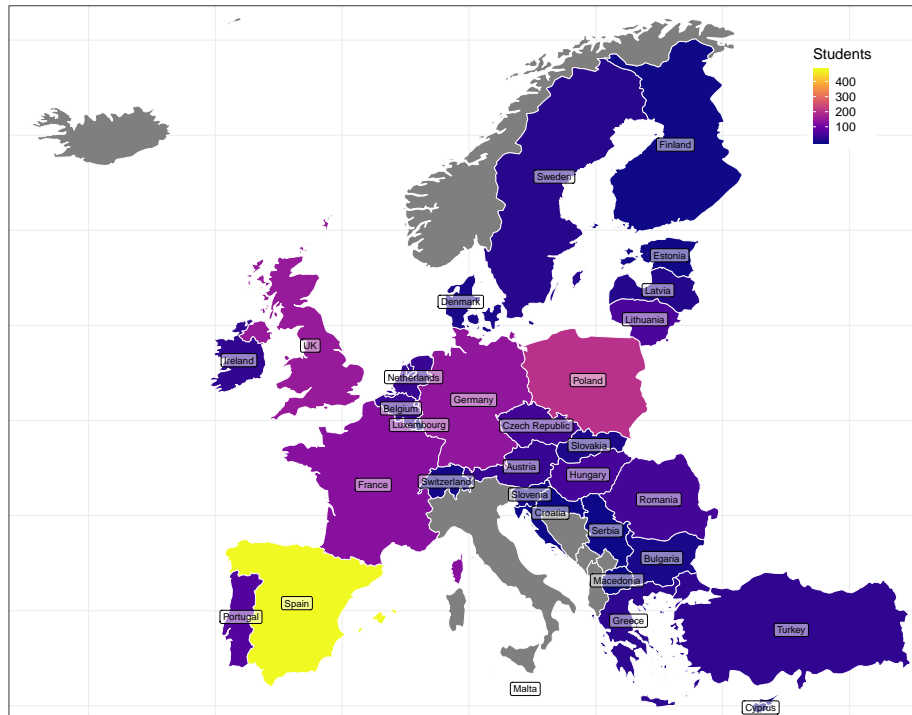 Students
400
300
200
100
Finland
Sweden
Estonia
Latvia
Denmark
Lithuania
UK
Ireland
Netherlands
Poland
Germany
Belgium
Luxembourg
Czech Republic
Slovakia
Austria
Hungary
Switzerland
France
Slovenia
Romania
Croatia
Serbia
Bulgaria
Macedonia
Spain
Portugal
Greece
Turkey
Malta
Cyprus